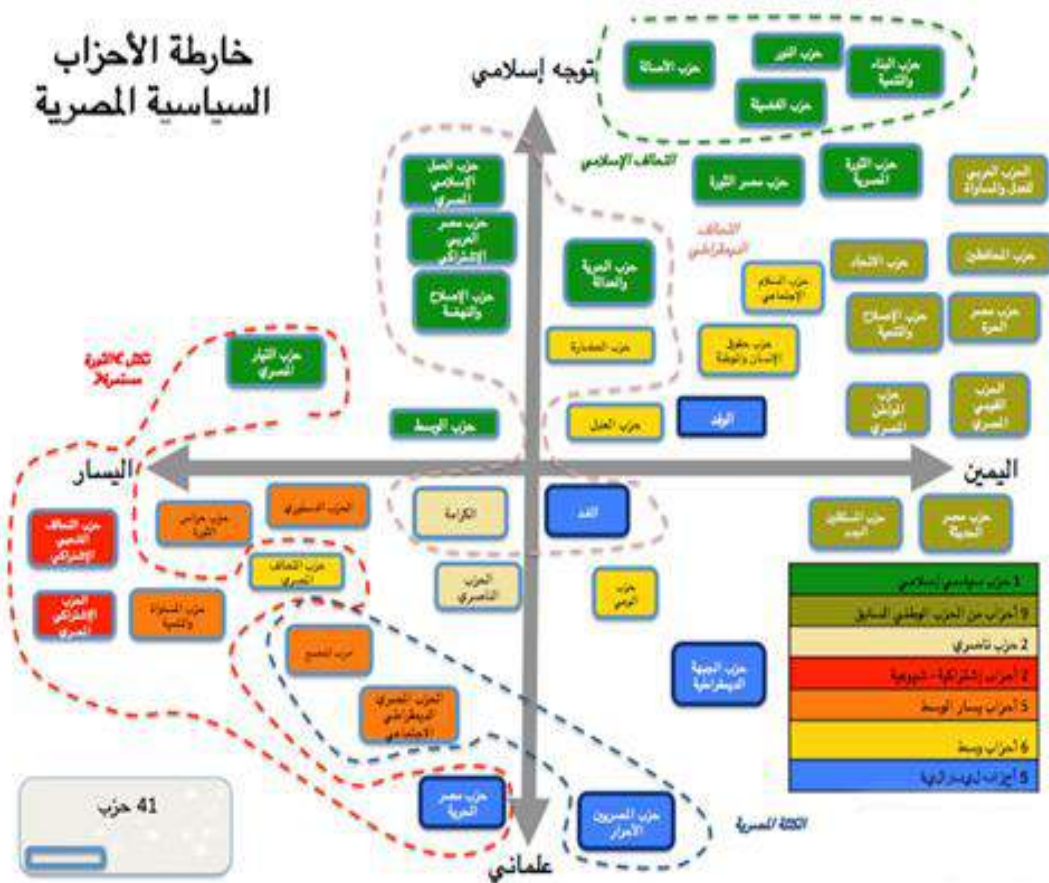 خارطة الأحزاب
السياسية المصرية
توجه إسلامي
حزب الأصالة
حزب النور
حزب البناء
والتنمية
حزب الفضيلة
التحالف الإسلامي
حزب العمل
الإسلامي
المصري
حزب مصر
العربي
الإشتراكي
حزب الإصلاح
والنهضة
حزب الحرية
والعدالة
حزب الحضارة
التحالف
الديمقراطي
حزب مصر الثورة
حزب الثورة
المصرية
الحزب العربي
للعدل والمساواة
حزب السلام
الإجتماعي
حزب الاتحاد
حزب المحافظين
حزب حقوق
الإنسان والمواطنة
حزب الإصلاح
والتنمية
حزب مصر
الحرة
حزب العدل
الوفد
حزب
المواطن
المصري
الحزب
القومي
المصري
حزب التيار
المصري
حزب الوسط
اليسار
اليمين
حزب التحالف
الشعبي
الإشتراكي
حزب حراس
الثورة
الحزب الدستوري
الكرامة
الغد
حزب مصر
الحديثة
حزب التحالف
المصري
الحزب
الناصري
حزب
الوعي
الحزب
الإشتراكي
المصري
حزب المساواة
والتنمية
حزب التجمع
الحزب المصري
الديمقراطي
الاجتماعي
حزب الجبهة
الديمقراطية
حزب مصر
الحرية
حزب المصريون
الأحرار
الكتلة المصرية
علماني
1 حزب سياسي إسلامي
9 أحزاب من الحزب الوطني السابق
2 حزب ناصري
2 أحزاب إشتراكية - شيوعية
5 أحزاب يسار الوسط
6 أحزاب وسط
5 أحزاب ليبرالية
41 حزب